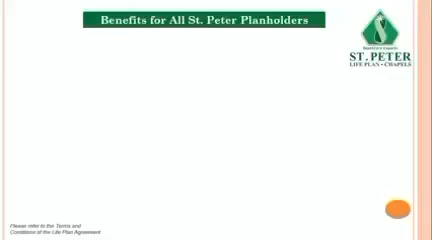 Benefits for All St. Peter Planholders
ST. PETER
LIFE PLAN • CHAPELS
Please refer to the Terms and
Conditions of the Life Plan Agreement